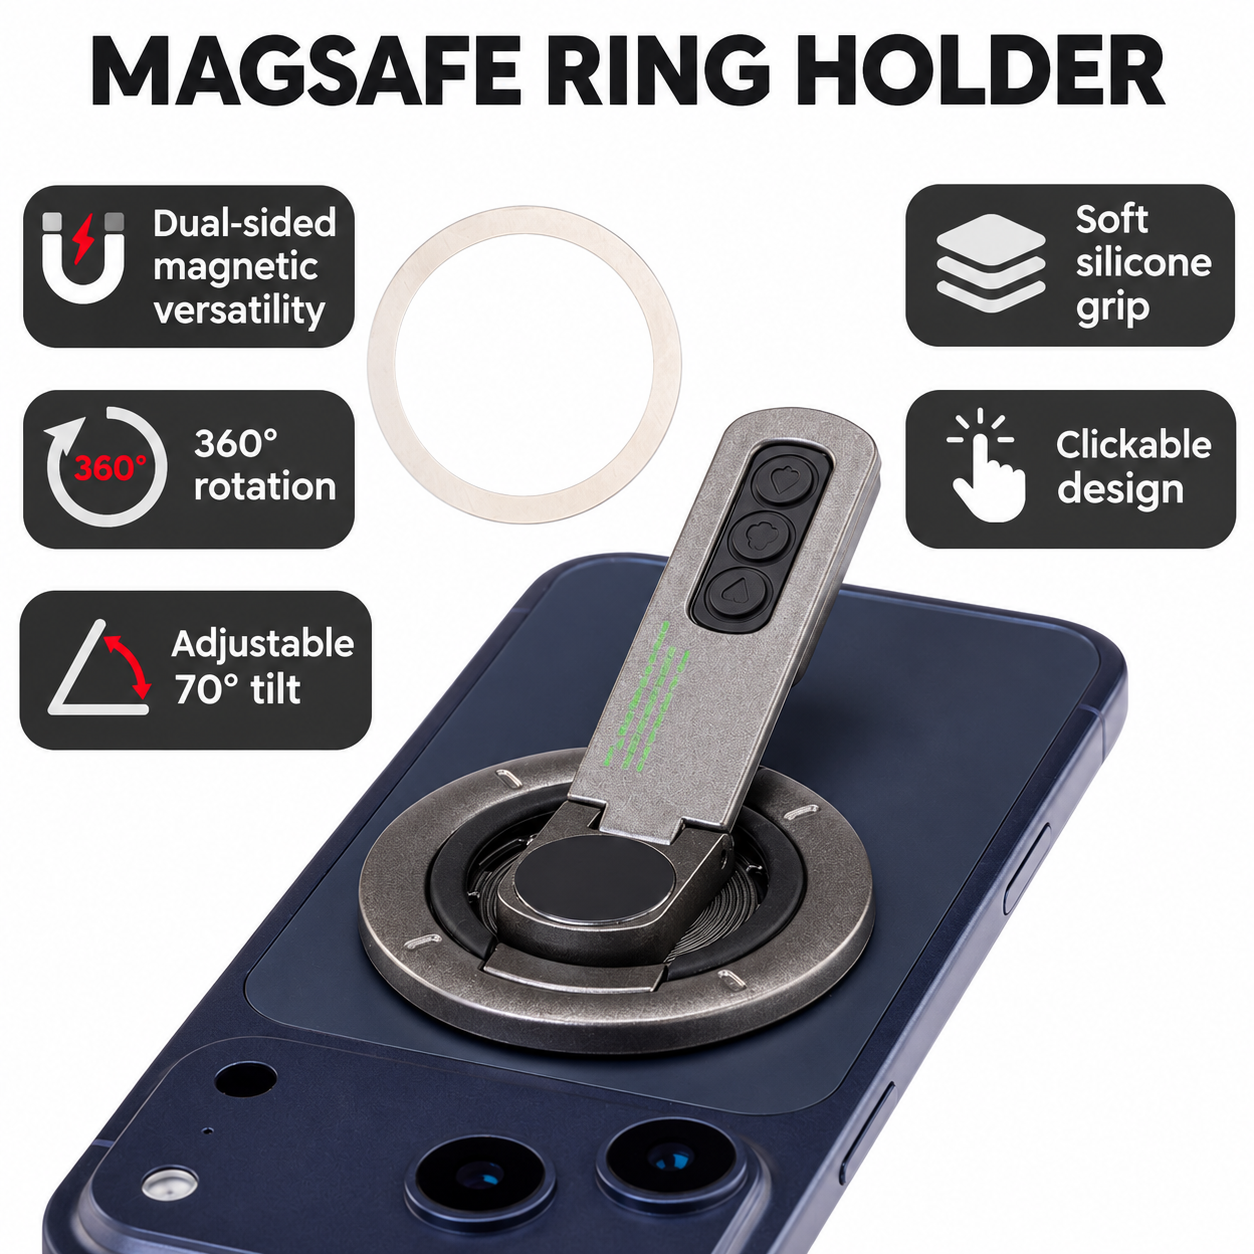 MAGSAFE RING HOLDER
Dual-sided
magnetic
versatility
360°
360°
rotation
Adjustable
70° tilt
Soft
silicone
grip
Clickable
design